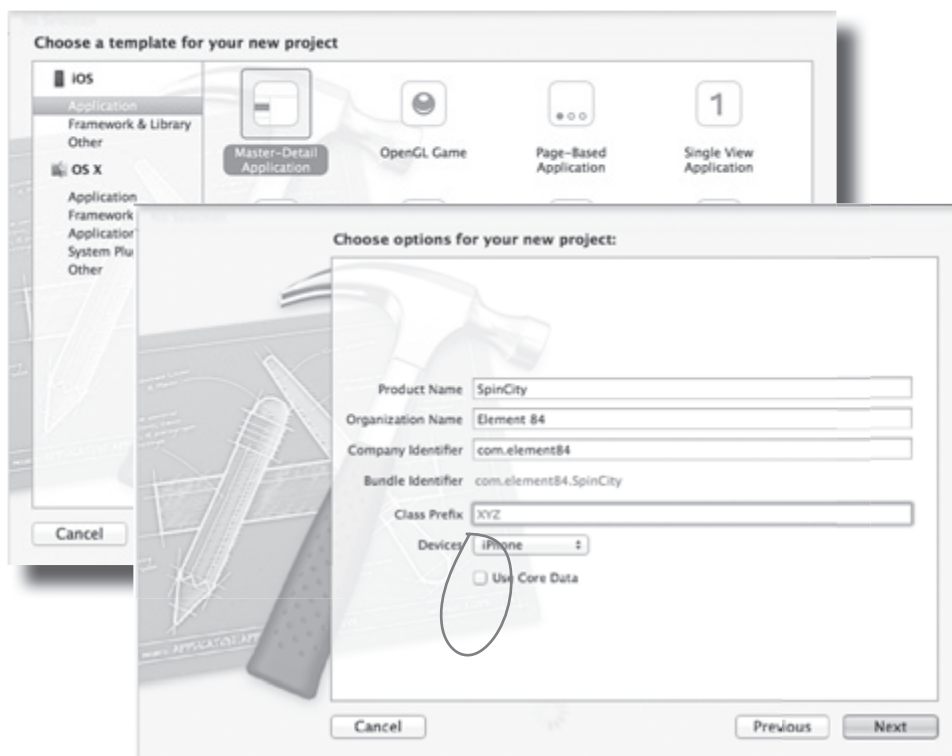 Choose a template for your new project
iOS
Application
Framework & Library
Other
OS X
Application
Framework
Application
System Plu
Other
Master-Detail
Application
OpenGL Game
Page-Based
Application
1
Single View
Application
Cancel
Choose options for your new project:
Product Name SpinCity
Organization Name Element 84
Company Identifier com.element84
Bundle Identifier com.element84.SpinCity
Class Prefix XYZ
Devices iPhone
Use Core Data
Cancel
Previous
Next